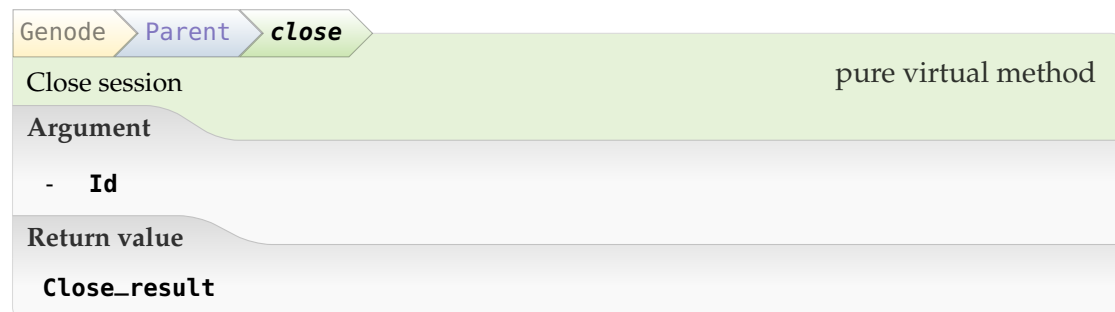 Genode Parent close
Close session pure virtual method
Argument
- Id
Return value
Close_result